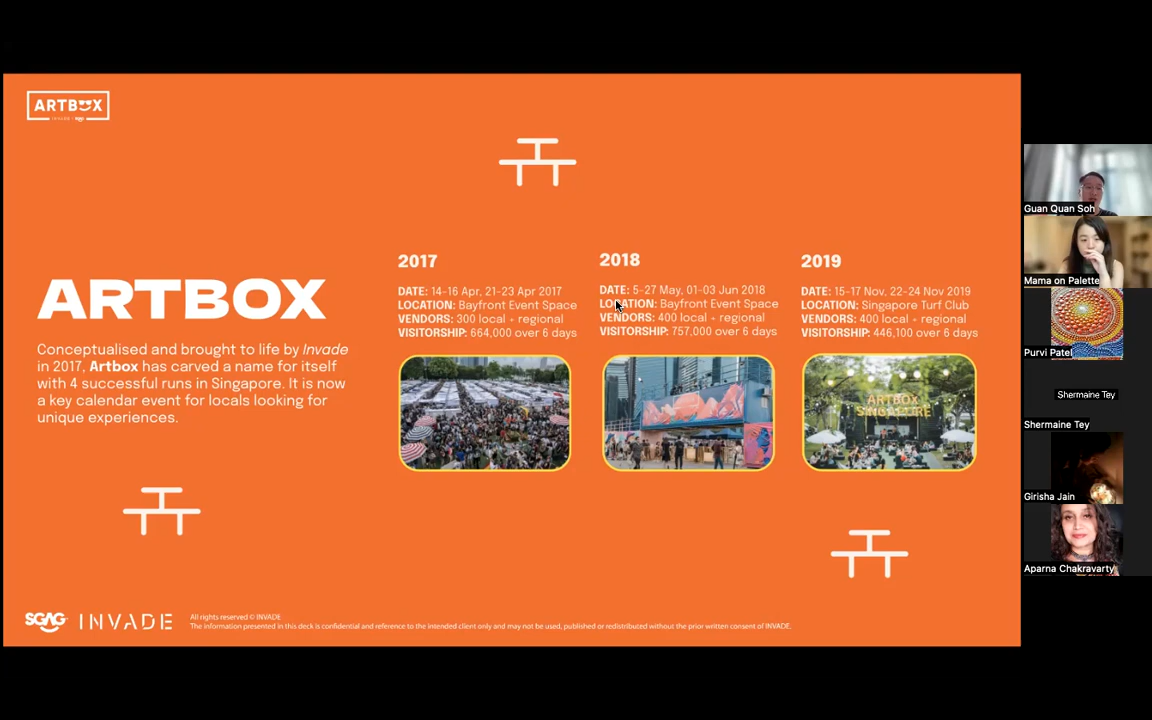 ARTBOX
INVADE SGAG
2017
DATE: 14-16 Apr, 21-23 Apr 2017
LOCATION: Bayfront Event Space
VENDORS: 300 local + regional
VISITORSHIP: 664,000 over 6 days
2018
DATE: 5-27 May, 01-03 Jun 2018
LOCATION: Bayfront Event Space
VENDORS: 400 local + regional
VISITORSHIP: 757,000 over 6 days
2019
DATE: 15-17 Nov, 22-24 Nov 2019
LOCATION: Singapore Turf Club
VENDORS: 400 local + regional
VISITORSHIP: 446,100 over 6 days
ARTBOX
Conceptualised and brought to life by Invade
in 2017, Artbox has carved a name for itself
with 4 successful runs in Singapore. It is now
a key calendar event for locals looking for
unique experiences.
ARTBOX
SINGAPORE
SGAG INVADE
All rights reserved © INVADE
The information presented in this deck is confidential and reference to the intended client only and may not be used, published or redistributed without the prior written consent of INVADE.
Guan Quan Soh
Mama on Palette
Purvi Patel
Shermaine Tey
Shermaine Tey
Girisha Jain
Aparna Chakravarty